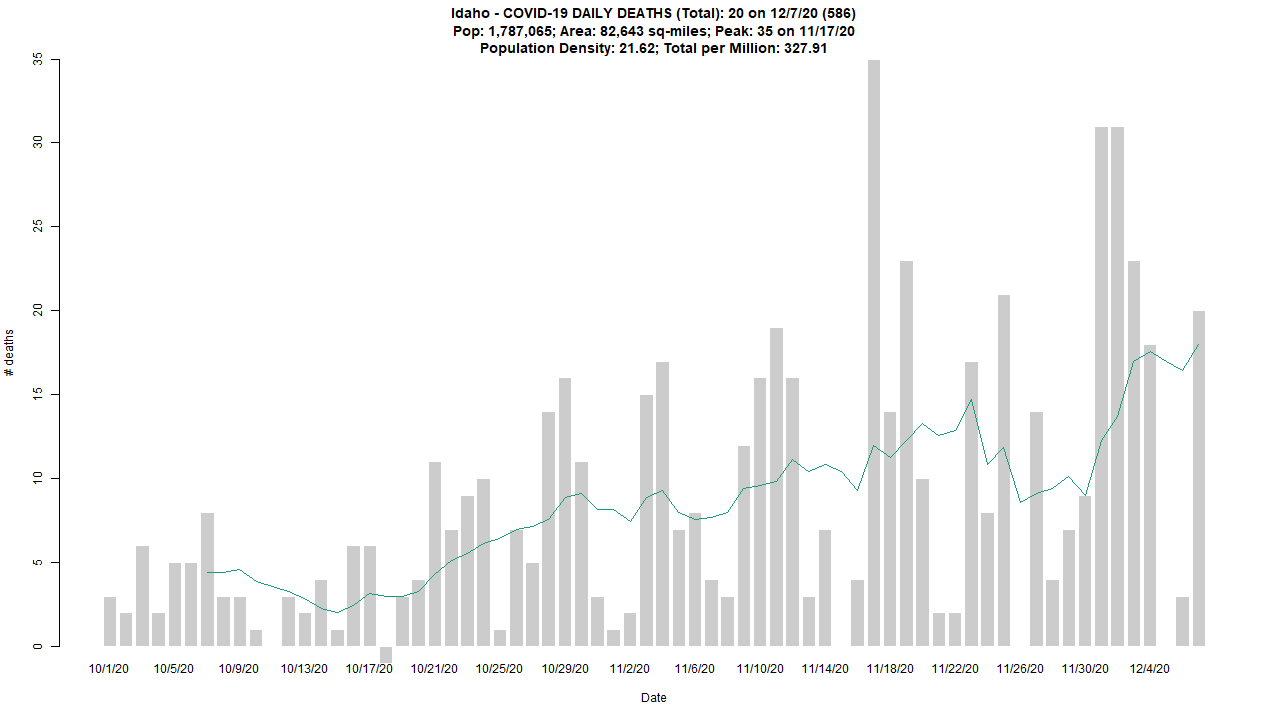 Idaho - COVID-19 DAILY DEATHS (Total): 20 on 12/7/20 (586)
Pop: 1,787,065; Area: 82,643 sq-miles; Peak: 35 on 11/17/20
Population Density: 21.62; Total per Million: 327.91
35
30
25
20
15
10
5
0
# deaths
10/1/20 10/5/20 10/9/20 10/13/20 10/17/20 10/21/20 10/25/20 10/29/20 11/2/20 11/6/20 11/10/20 11/14/20 11/18/20 11/22/20 11/26/20 11/30/20 12/4/20
Date